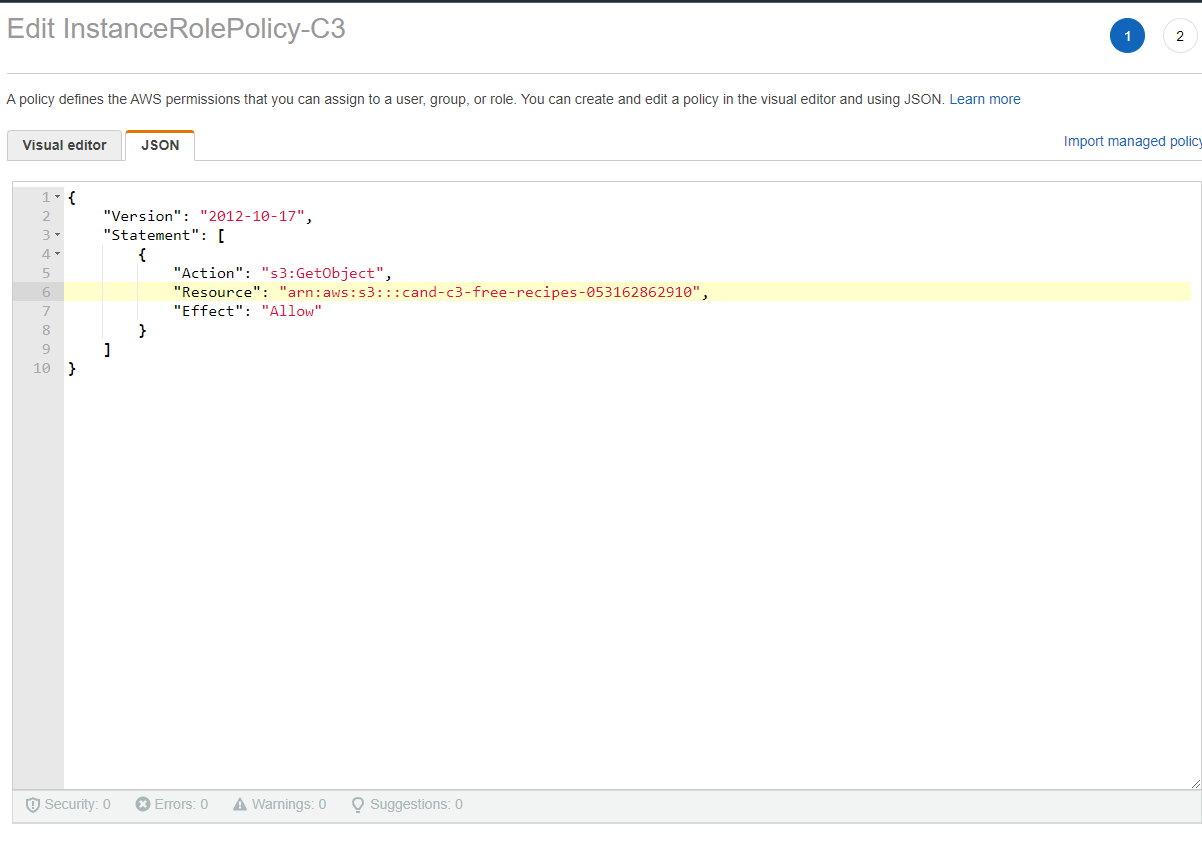 Edit InstanceRolePolicy-C3
1
2
A policy defines the AWS permissions that you can assign to a user, group, or role. You can create and edit a policy in the visual editor and using JSON. Learn more
Visual editor
JSON
Import managed policy
1 {
2 "Version": "2012-10-17",
3 "Statement": [
4 {
5 "Action": "s3:GetObject",
6 "Resource": "arn:aws:s3:::cand-c3-free-recipes-053162862910",
7 "Effect": "Allow"
8 }
9 ]
10 }
Security: 0 Errors: 0 Warnings: 0 Suggestions: 0